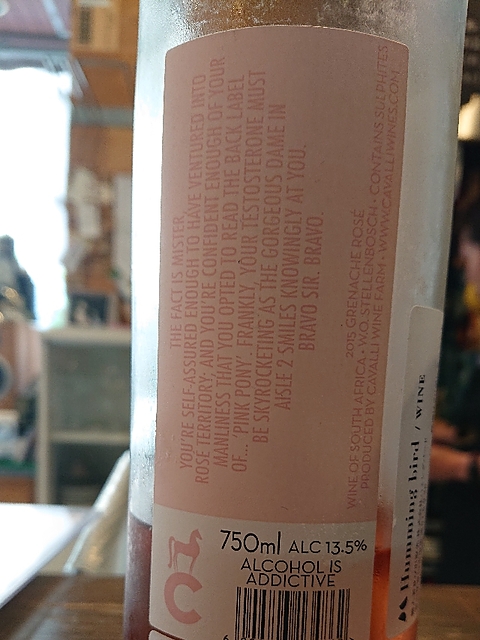 THE FACT IS MISTER,
YOU'RE SELF-ASSURED ENOUGH TO HAVE VENTURED INTO
ROSÉ TERRITORY, AND YOU'RE CONFIDENT ENOUGH OF YOUR
MANLINESS THAT YOU OPTED TO READ THE BACK LABEL
OF... 'PINK PONY'. FRANKLY, YOUR TESTOSTERONE MUST
BE SKYROCKETING AS THE GORGEOUS DAME IN
AISLE 2 SMILES KNOWINGLY AT YOU.
BRAVO SIR. BRAVO.
2015 GRENACHE ROSÉ
WINE OF SOUTH AFRICA • W.O. STELLENBOSCH • CONTAINS SULPHITES
PRODUCED BY CAVALLI WINE FARM • WWW.CAVALLIWINES.COM
750ml ALC 13.5%
ALCOHOL IS
ADDICTIVE
Humming bird / WINE